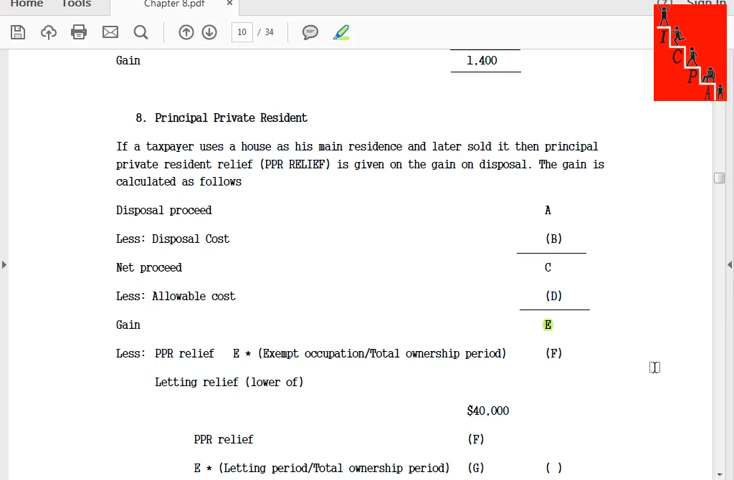 Home Tools Chapter 8.pdf × Sign In
10 / 34
Gain 1,400
8. Principal Private Resident
If a taxpayer uses a house as his main residence and later sold it then principal
private resident relief (PPR RELIEF) is given on the gain on disposal. The gain is
calculated as follows
Disposal proceed A
Less: Disposal Cost (B)
Net proceed C
Less: Allowable cost (D)
Gain E
Less: PPR relief E * (Exempt occupation/Total ownership period) (F)
Letting relief (lower of)
$40,000
PPR relief (F)
E * (Letting period/Total ownership period) (G) ( )
I
C
P
A